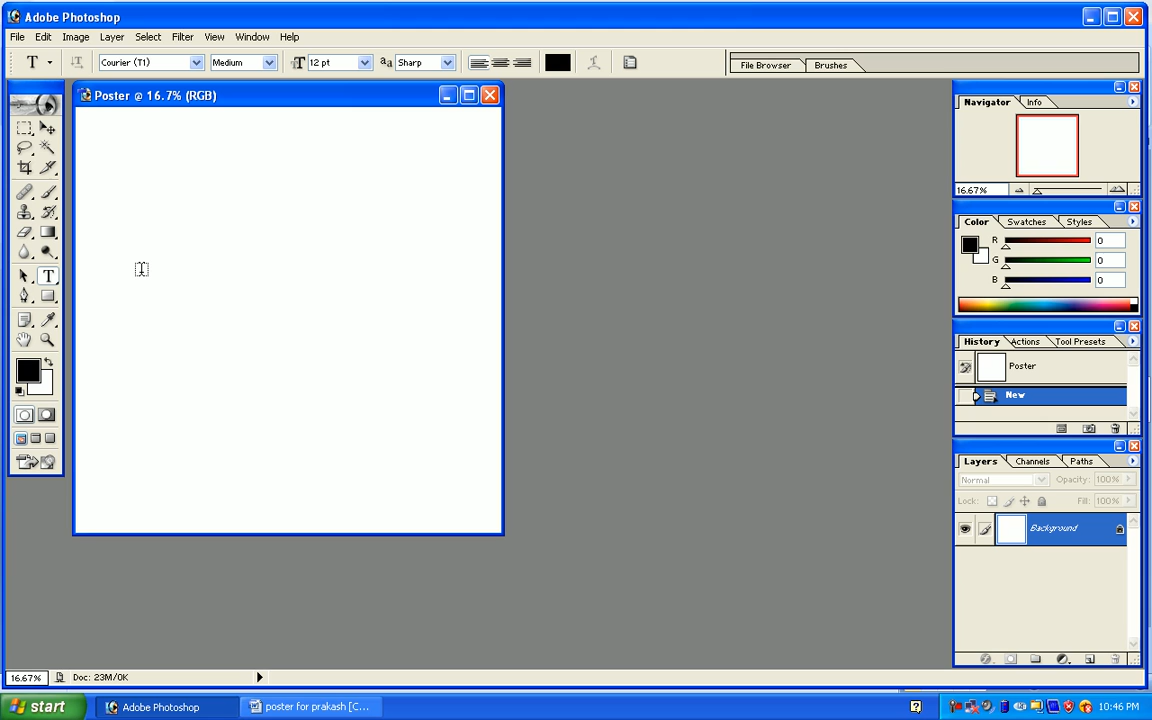 Adobe Photoshop
File Edit Image Layer Select Filter View Window Help
T T Courier (T1) Medium T 12 pt aa Sharp File Browser Brushes
Poster @ 16.7% (RGB)
Navigator Info
16.67%
Color Swatches Styles
R 0
G 0
B 0
T
History Actions Tool Presets
Poster
New
Layers Channels Paths
Normal Opacity: 100%
Lock: Fill: 100%
Background
16.67% Doc: 23M/0K
start Adobe Photoshop poster for prakash [C... ? 10:46 PM